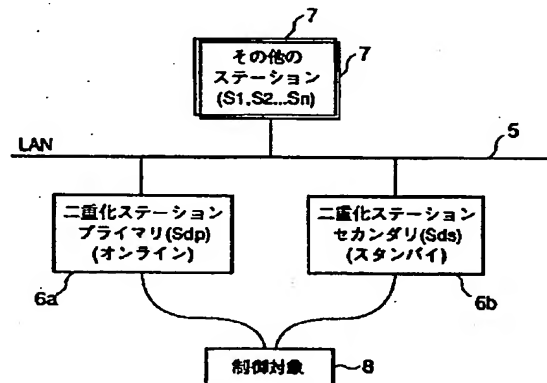 7
その他の
ステーション
(S1,S2...Sn)
7
LAN
5
二重化ステーション
プライマリ(Sdp)
(オンライン)
6a
二重化ステーション
セカンダリ(Sds)
(スタンバイ)
6b
制御対象
8